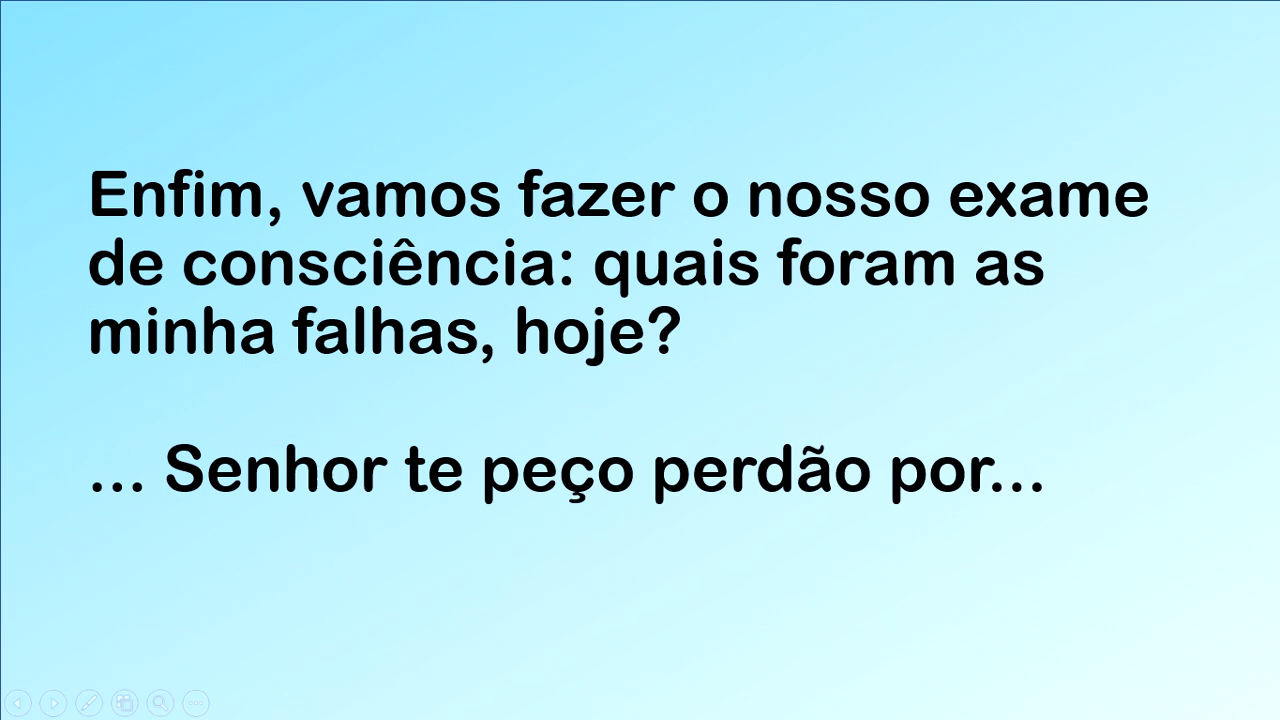 Enfim, vamos fazer o nosso exame
de consciência: quais foram as
minha falhas, hoje?
... Senhor te peço perdão por...